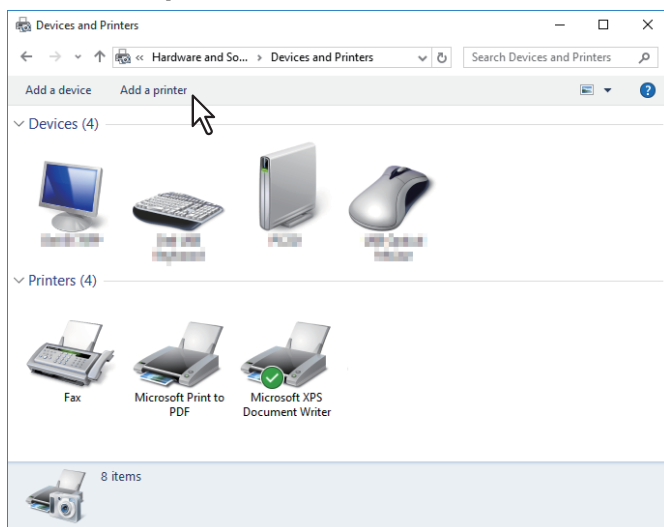 Devices and Printers
« Hardware and So... > Devices and Printers
Search Devices and Printers
Add a device Add a printer
?
Devices (4)
Printers (4)
Fax
Microsoft Print to
PDF
Microsoft XPS
Document Writer
8 items